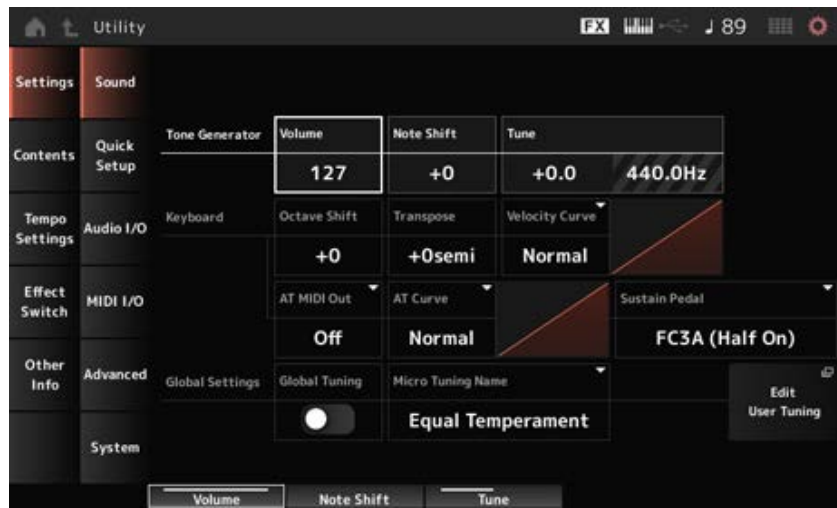 Utility
FX
♩ 89
Settings
Sound
Contents
Quick
Setup
Tempo
Settings
Audio I/O
Effect
Switch
MIDI I/O
Other
Info
Advanced
System
Tone Generator
Volume
Note Shift
Tune
127
+0
+0.0
440.0Hz
Keyboard
Octave Shift
Transpose
Velocity Curve
+0
+0semi
Normal
AT MIDI Out
AT Curve
Sustain Pedal
Off
Normal
FC3A (Half On)
Global Settings
Global Tuning
Micro Tuning Name
Equal Temperament
Edit
User Tuning
Volume
Note Shift
Tune